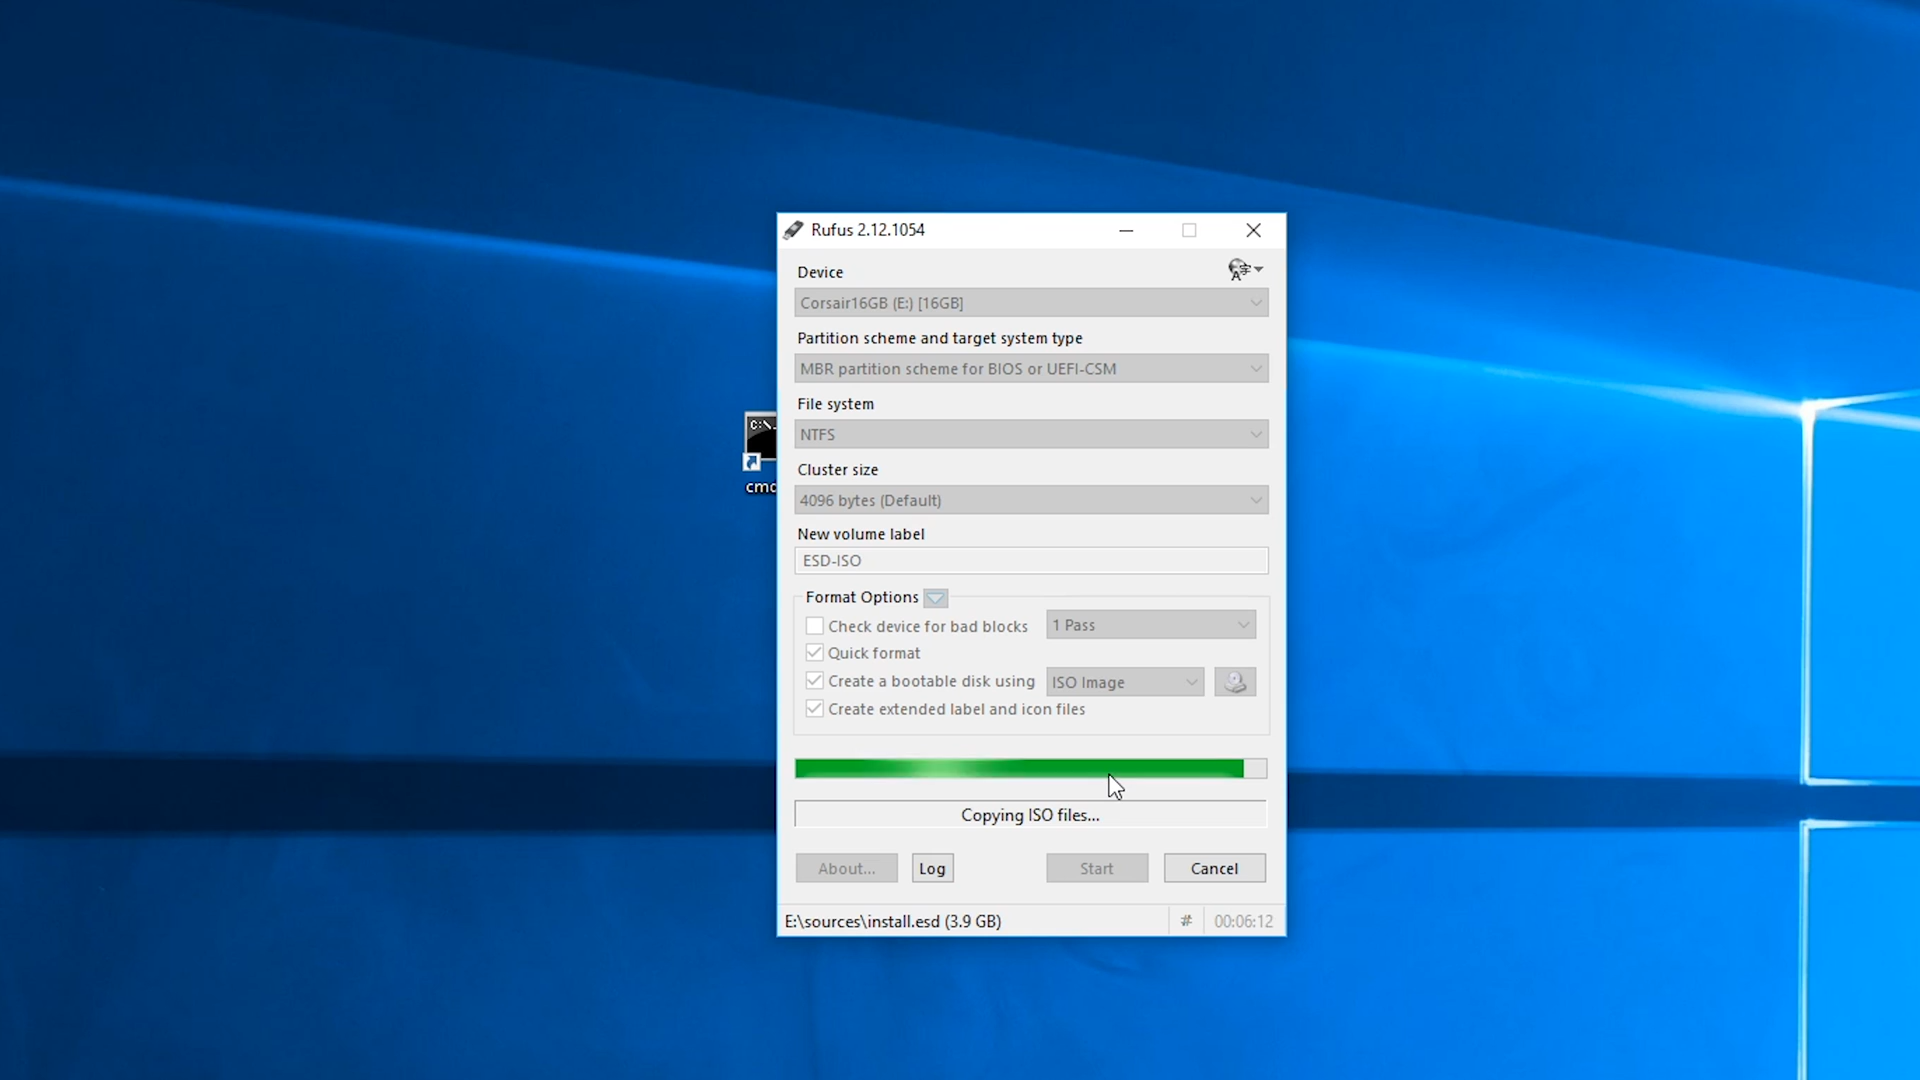 Rufus 2.12.1054
Device
Corsair16GB (E:) [16GB]
Partition scheme and target system type
MBR partition scheme for BIOS or UEFI-CSM
File system
NTFS
Cluster size
4096 bytes (Default)
C:\.
cmd
New volume label
ESD-ISO
Format Options
Check device for bad blocks
1 Pass
Quick format
Create a bootable disk using
ISO Image
Create extended label and icon files
Copying ISO files...
About...
Log
Start
Cancel
E:\sources\install.esd (3.9 GB)
#
00:06:12